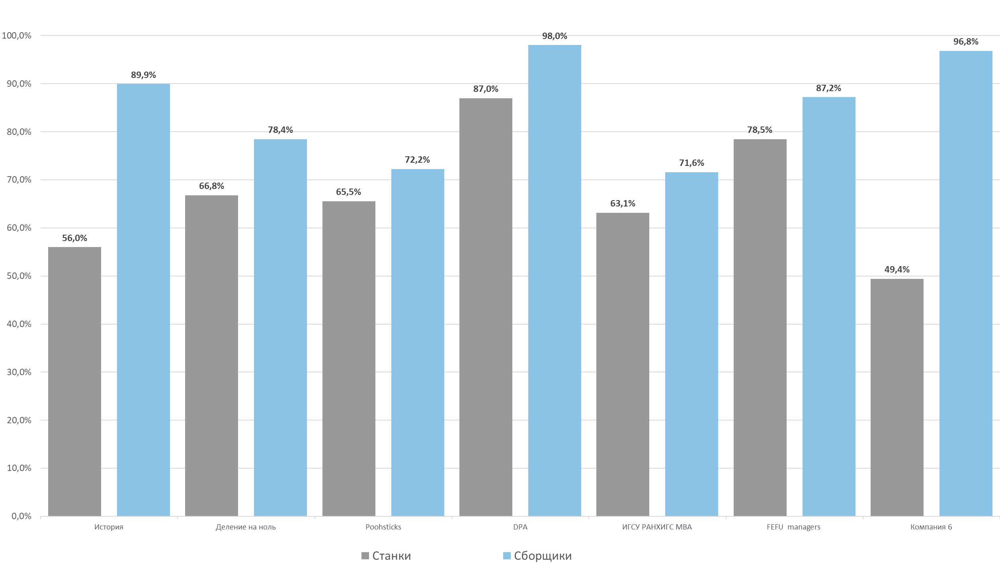 100,0%
90,0%
80,0%
70,0%
60,0%
50,0%
40,0%
30,0%
20,0%
10,0%
0,0%
56,0%
89,9%
66,8%
78,4%
65,5%
72,2%
87,0%
98,0%
63,1%
71,6%
78,5%
87,2%
49,4%
96,8%
История
Деление на ноль
Poohsticks
DPA
ИГСУ РАНХИГС МВА
FEFU managers
Компания 6
Станки
Сборщики